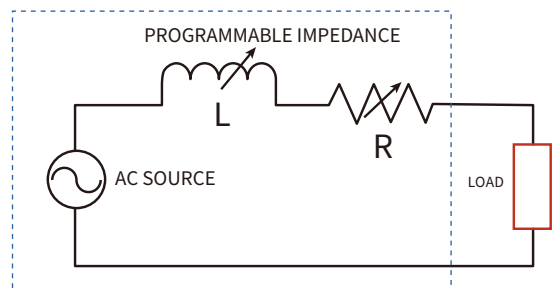 PROGRAMMABLE IMPEDANCE
L
R
AC SOURCE
LOAD